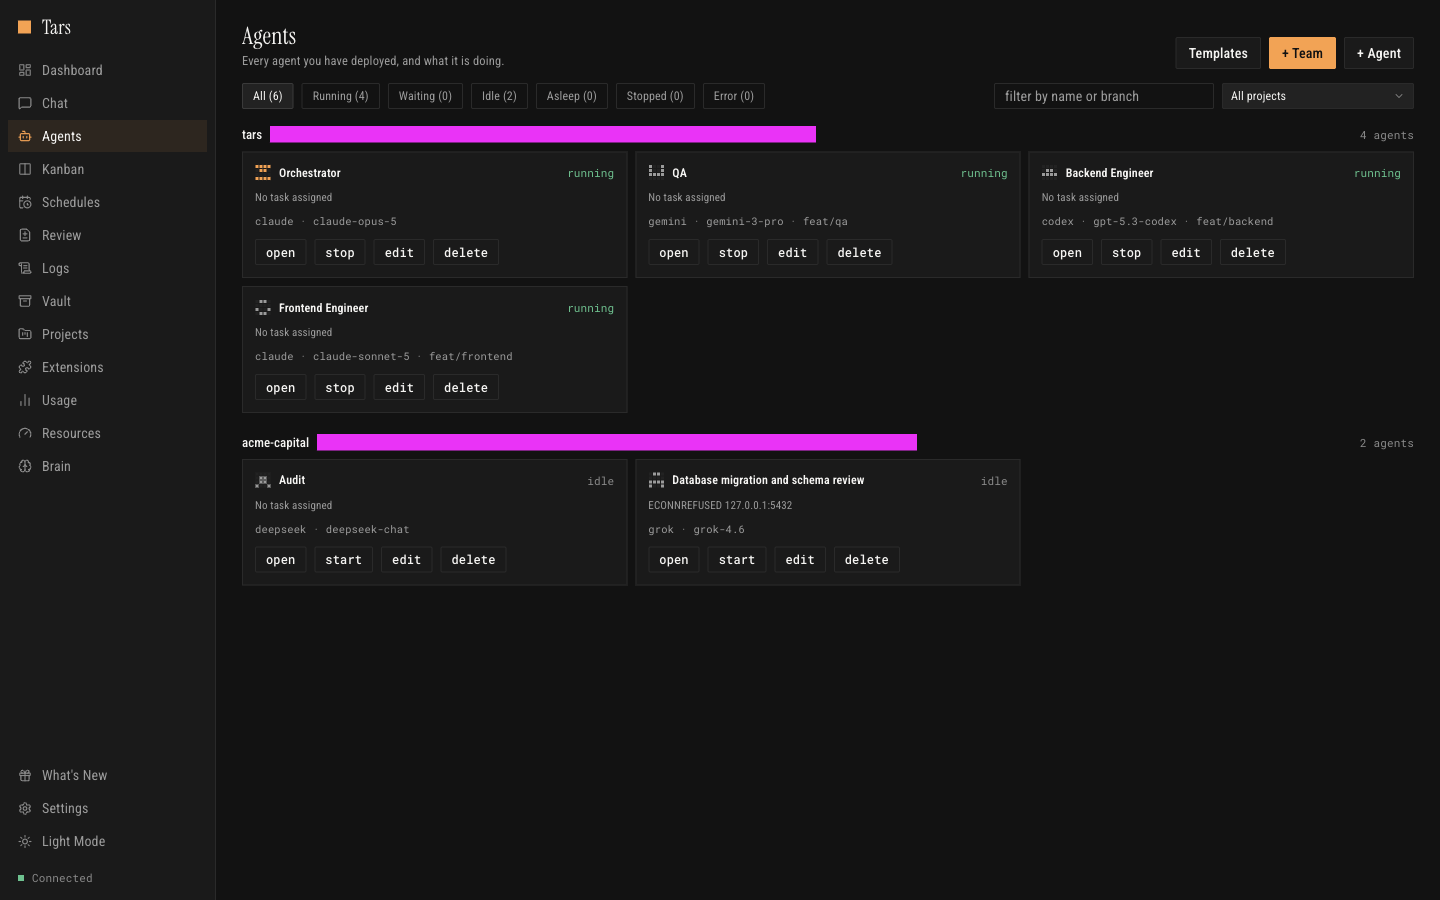 Tars
Dashboard
Chat
Agents
Kanban
Schedules
Review
Logs
Vault
Projects
Extensions
Usage
Resources
Brain
What's New
Settings
Light Mode
Connected
Agents
Every agent you have deployed, and what it is doing.
Templates
+ Team
+ Agent
All (6)
Running (4)
Waiting (0)
Idle (2)
Asleep (0)
Stopped (0)
Error (0)
filter by name or branch
All projects
tars
4 agents
Orchestrator
running
No task assigned
claude · claude-opus-5
open
stop
edit
delete
QA
running
No task assigned
gemini · gemini-3-pro · feat/qa
open
stop
edit
delete
Backend Engineer
running
No task assigned
codex · gpt-5.3-codex · feat/backend
open
stop
edit
delete
Frontend Engineer
running
No task assigned
claude · claude-sonnet-5 · feat/frontend
open
stop
edit
delete
acme-capital
2 agents
Audit
idle
No task assigned
deepseek · deepseek-chat
open
start
edit
delete
Database migration and schema review
idle
ECONNREFUSED 127.0.0.1:5432
grok · grok-4.6
open
start
edit
delete